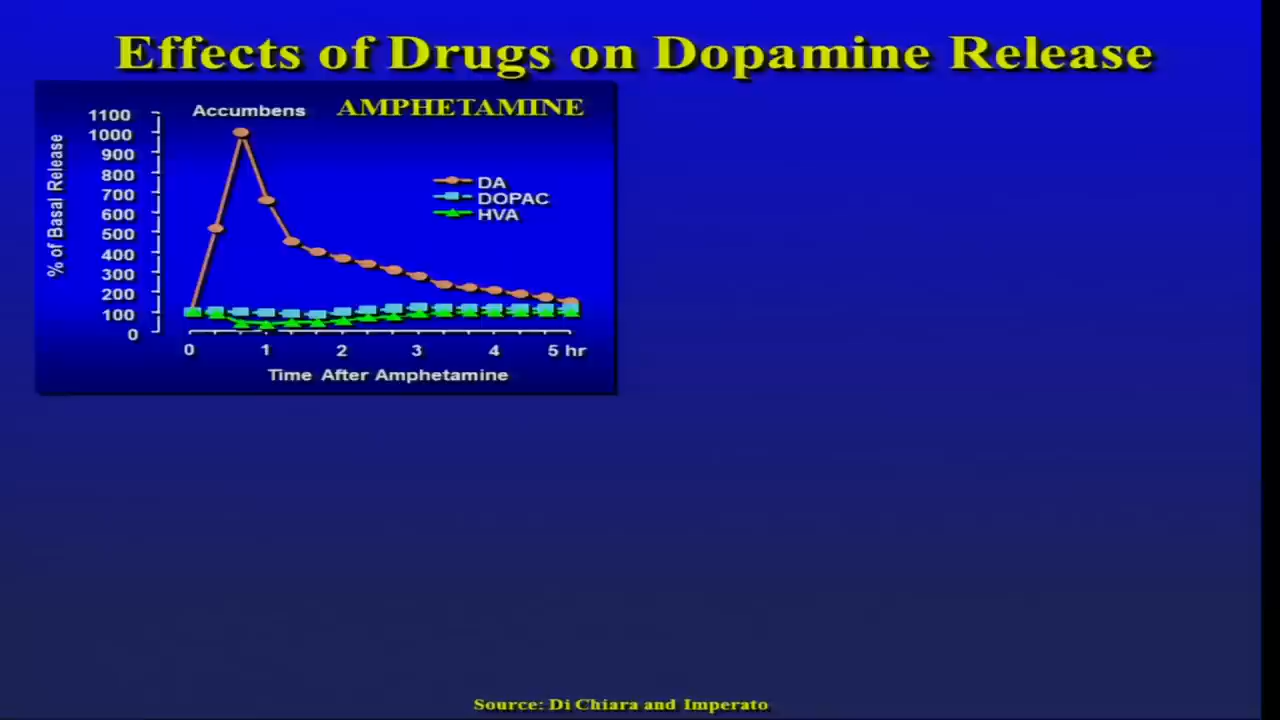 Effects of Drugs on Dopamine Release
Accumbens
AMPHETAMINE
% of Basal Release
1100
1000
900
800
700
600
500
400
300
200
100
0
DA
DOPAC
HVA
0 1 2 3 4 5 hr
Time After Amphetamine
Source: Di Chiara and Imperato